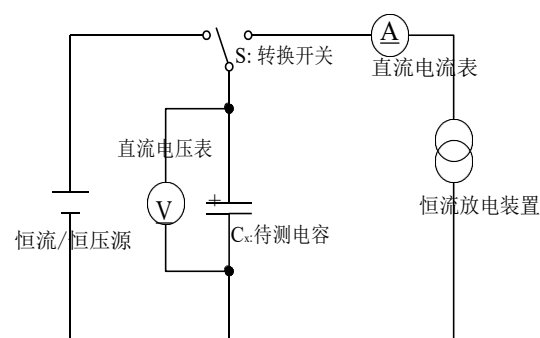 A
S: 转换开关
直流电流表
直流电压表
V
+
恒流放电装置
恒流/恒压源
Cx:待测电容